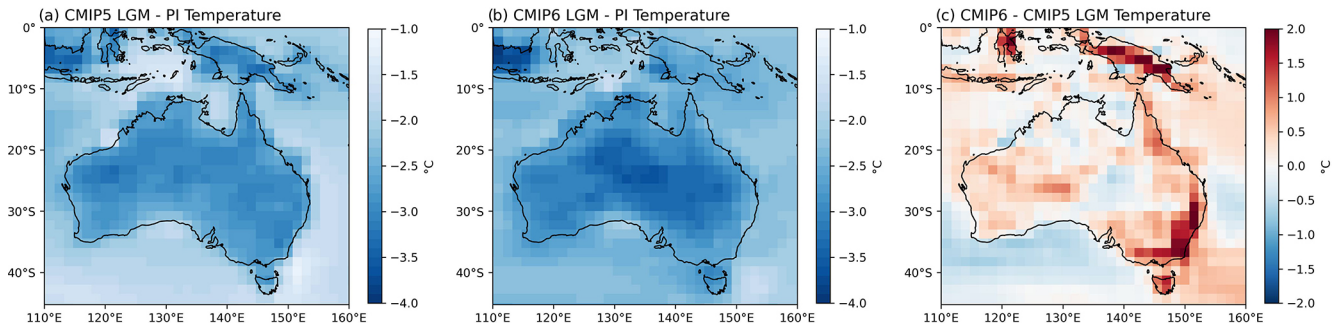 (a) CMIP5 LGM - PI Temperature
0°
10°S
20°S
30°S
40°S
110°E 120°E 130°E 140°E 150°E 160°E
−1.0
−1.5
−2.0
−2.5
−3.0
−3.5
−4.0
°C
(b) CMIP6 LGM - PI Temperature
0°
10°S
20°S
30°S
40°S
110°E 120°E 130°E 140°E 150°E 160°E
−1.0
−1.5
−2.0
−2.5
−3.0
−3.5
−4.0
°C
(c) CMIP6 - CMIP5 LGM Temperature
0°
10°S
20°S
30°S
40°S
110°E 120°E 130°E 140°E 150°E 160°E
2.0
1.5
1.0
0.5
0.0
−0.5
−1.0
−1.5
−2.0
°C